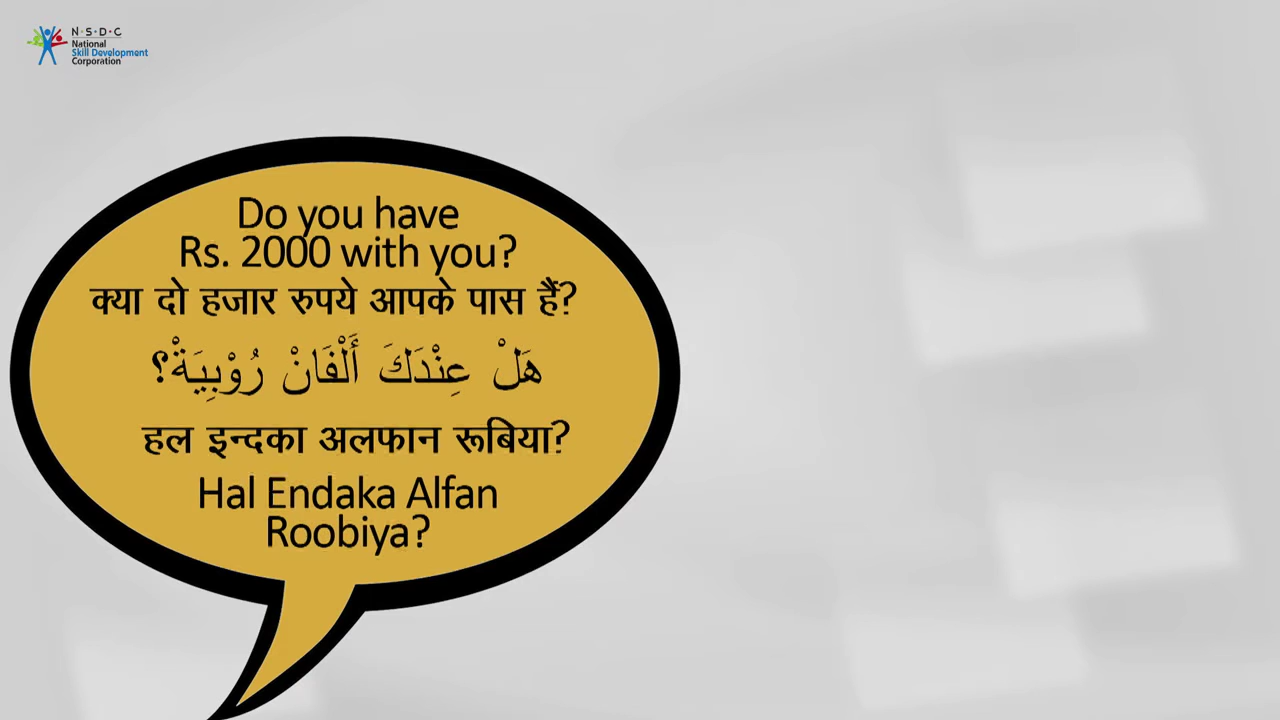 N·S·D·C
National
Skill Development
Corporation
Do you have
Rs. 2000 with you?
क्या दो हजार रुपये आपके पास हैं?
هَلْ عِنْدَكَ أَلْفَانْ رُوْبِيَةْ؟
हल इन्दका अलफान रूबिया?
Hal Endaka Alfan
Roobiya?